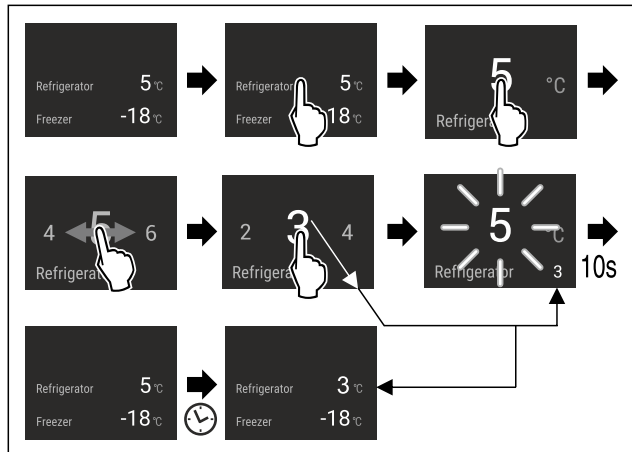 Refrigerator 5 °C
Freezer -18 °C
Refrigerator 5 °C
18 °C
5 °C
4 5 6
2 3 4
5 °C
Refrigerator 3
10s
Refrigerator 5 °C
Freezer -18 °C
Refrigerator 3 °C
Freezer -18 °C